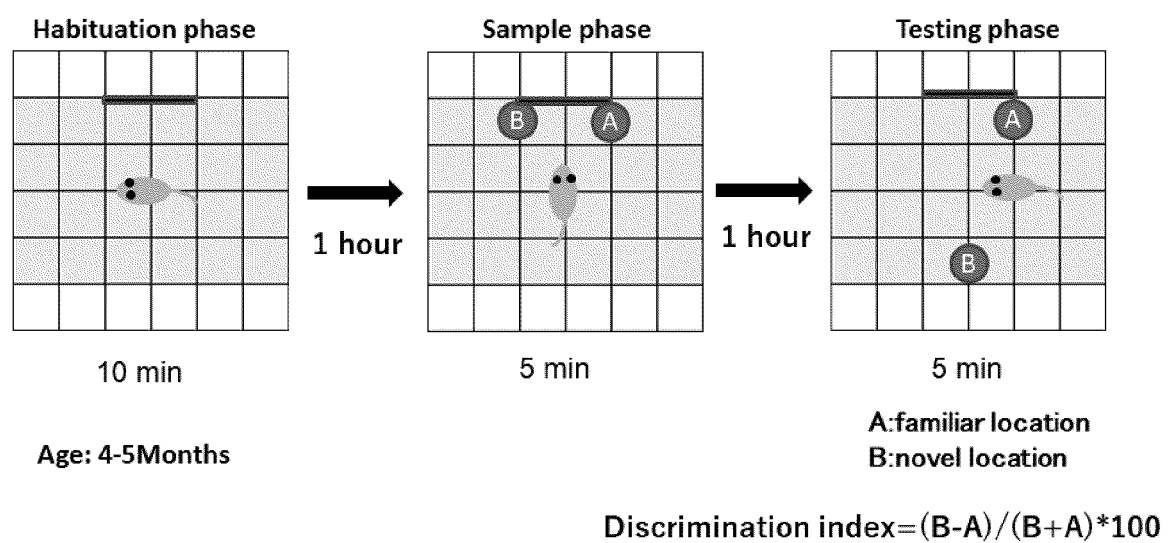 Habituation phase
Sample phase
Testing phase
B
A
A
B
1 hour
1 hour
10 min
5 min
5 min
Age: 4-5Months
A:familiar location
B:novel location
Discrimination index=(B-A)/(B+A)*100